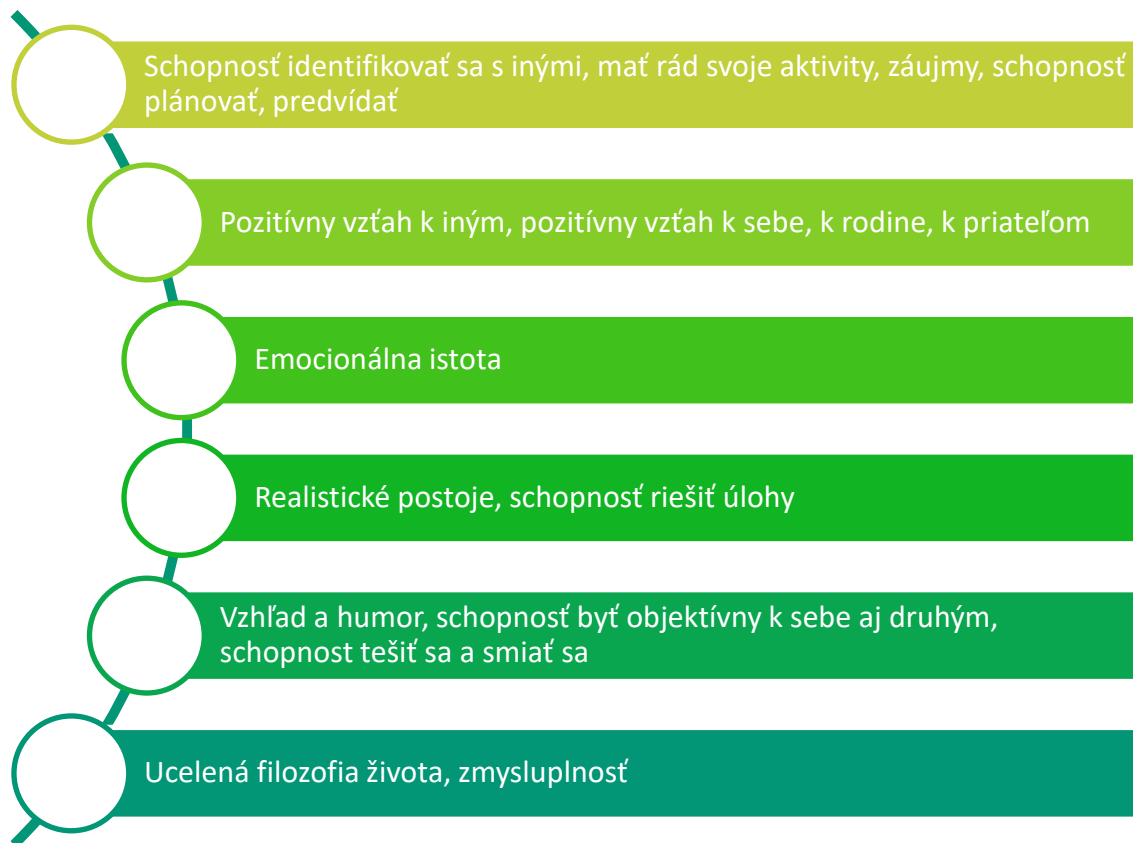 Schopnosť identifikovať sa s inými, mať rád svoje aktivity, záujmy, schopnosť
plánovať, predvídať
Pozitívny vzťah k iným, pozitívny vzťah k sebe, k rodine, k priateľom
Emocionálna istota
Realistické postoje, schopnosť riešiť úlohy
Vzhľad a humor, schopnosť byť objektívny k sebe aj druhým,
schopnost tešiť sa a smiať sa
Ucelená filozofia života, zmysluplnosť